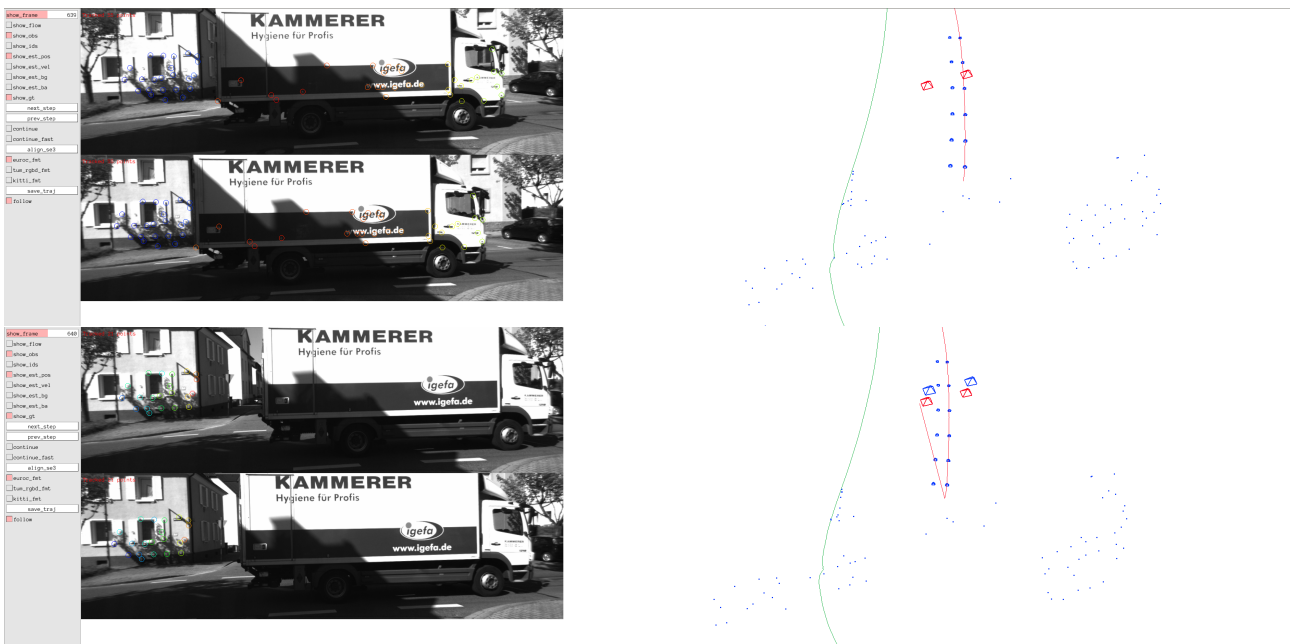 show_frame 639
show_flow
show_obs
show_ids
show_est_pos
show_est_vel
show_est_bg
show_est_ba
show_gt
next_step
prev_step
continue
continue_fast
align_se3
euroc_fmt
tum_rgbd_fmt
kitti_fmt
save_traj
follow
KAMMERER
Hygiene für Profis
igefa
www.igefa.de
KAMMERER
Hygiene für Profis
igefa
www.igefa.de
show_frame 640
show_flow
show_obs
show_ids
show_est_pos
show_est_vel
show_est_bg
show_est_ba
show_gt
next_step
prev_step
continue
continue_fast
align_se3
euroc_fmt
tum_rgbd_fmt
kitti_fmt
save_traj
follow
KAMMERER
Hygiene für Profis
igefa
www.igefa.de
KAMMERER
Hygiene für Profis
igefa
www.igefa.de